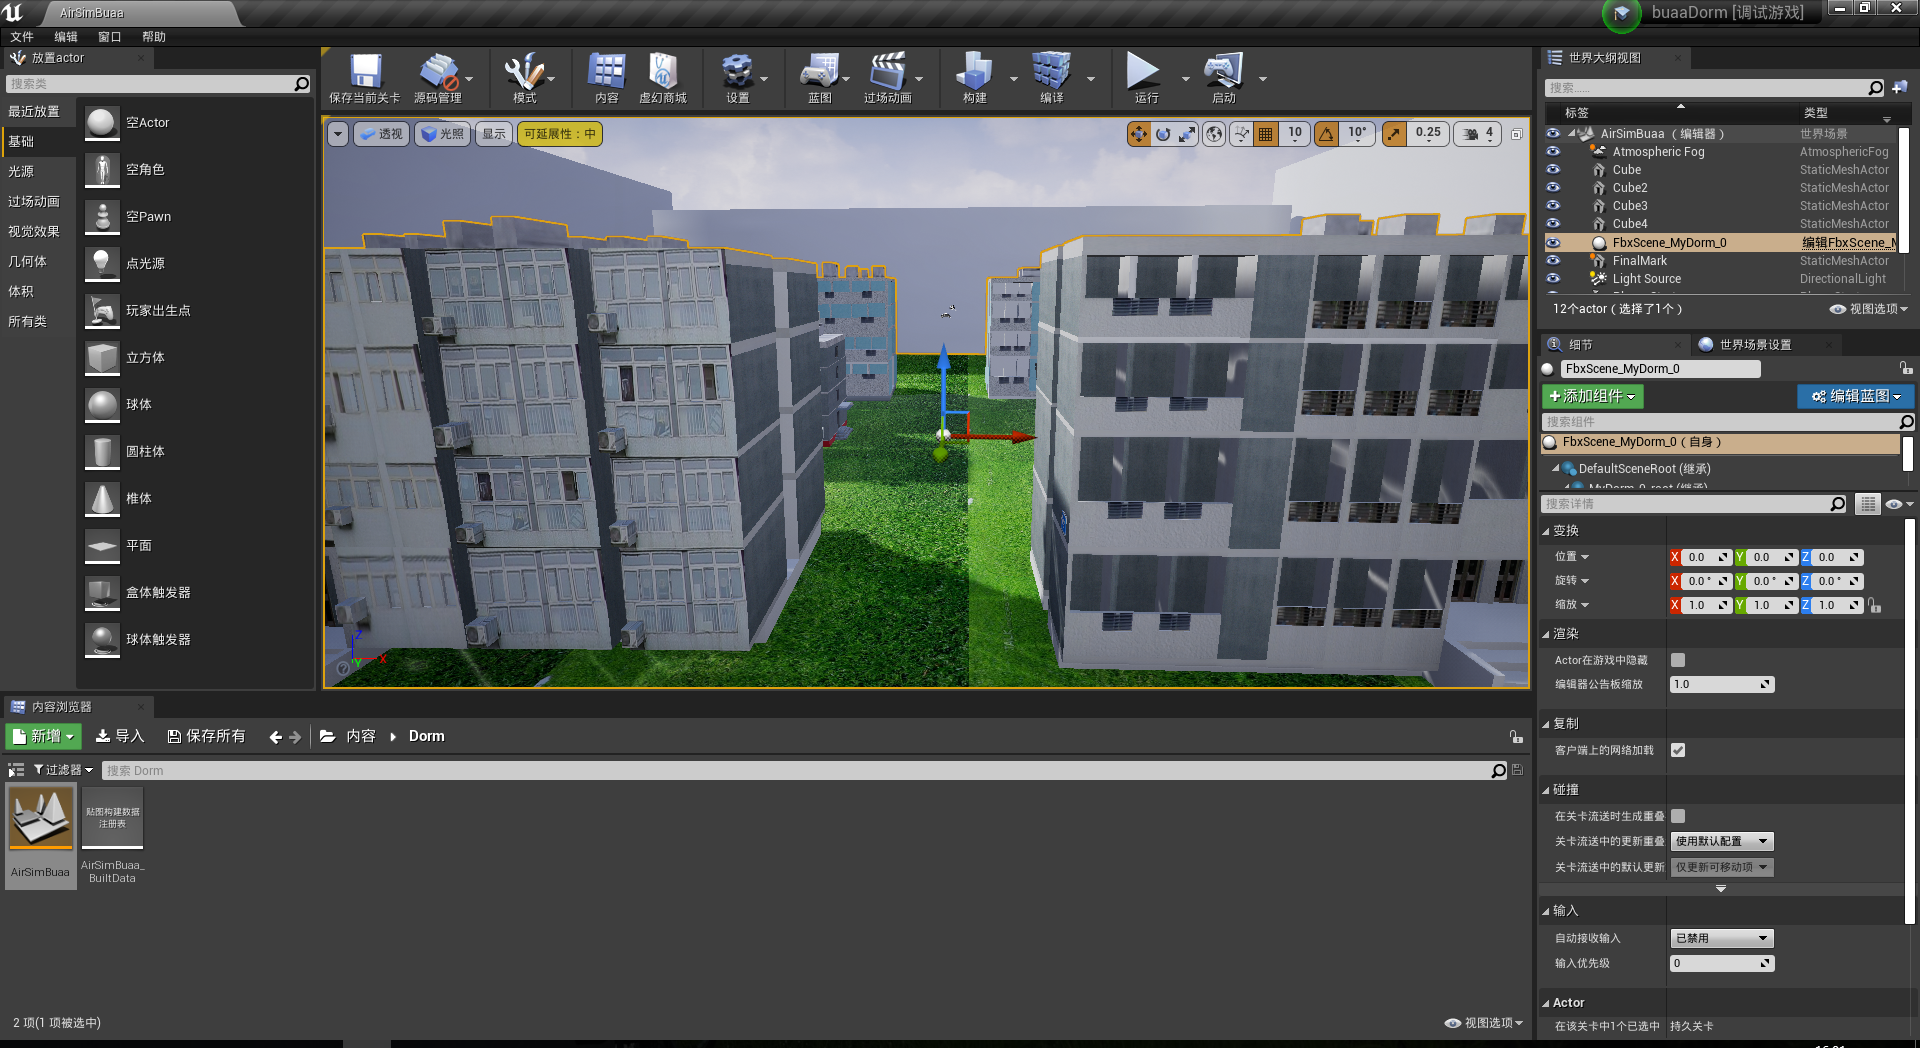 AirSimBuaa
buaaDorm [调试游戏]
文件 编辑 窗口 帮助
放置actor
搜索类
最近放置
基础
光源
过场动画
视觉效果
几何体
体积
所有类
空Actor
空角色
空Pawn
点光源
玩家出生点
立方体
球体
圆柱体
椎体
平面
盒体触发器
球体触发器
保存当前关卡 源码管理 模式 内容 虚幻商城 设置 蓝图 过场动画 构建 编译 运行 启动
透视 光照 显示 可延展性：中
10 10° 0.25 4
Z
X
Y
世界大纲视图
搜索......
标签 类型
AirSimBuaa（编辑器） 世界场景
Atmospheric Fog AtmosphericFog
Cube StaticMeshActor
Cube2 StaticMeshActor
Cube3 StaticMeshActor
Cube4 StaticMeshActor
FbxScene_MyDorm_0 编辑FbxScene_M
FinalMark StaticMeshActor
Light Source DirectionalLight
12个actor（选择了1个） 视图选项
细节 世界场景设置
FbxScene_MyDorm_0
添加组件 编辑蓝图
搜索组件
FbxScene_MyDorm_0（自身）
DefaultSceneRoot (继承)
MyDorm_0_root (继承)
搜索详情
变换
位置 X 0.0 Y 0.0 Z 0.0
旋转 X 0.0° Y 0.0° Z 0.0°
缩放 X 1.0 Y 1.0 Z 1.0
渲染
Actor在游戏中隐藏
编辑器公告板缩放 1.0
复制
客户端上的网络加载
碰撞
在关卡流送时生成重叠
关卡流送中的更新重叠 使用默认配置
关卡流送中的默认更新 仅更新可移动项
输入
自动接收输入 已禁用
输入优先级 0
Actor
在该关卡中1个已选中 持久关卡
内容浏览器
新增 导入 保存所有 内容 Dorm
过滤器 搜索 Dorm
贴图构建数据
注册表
AirSimBuaa
AirSimBuaa_
BuiltData
2 项(1 项被选中) 视图选项